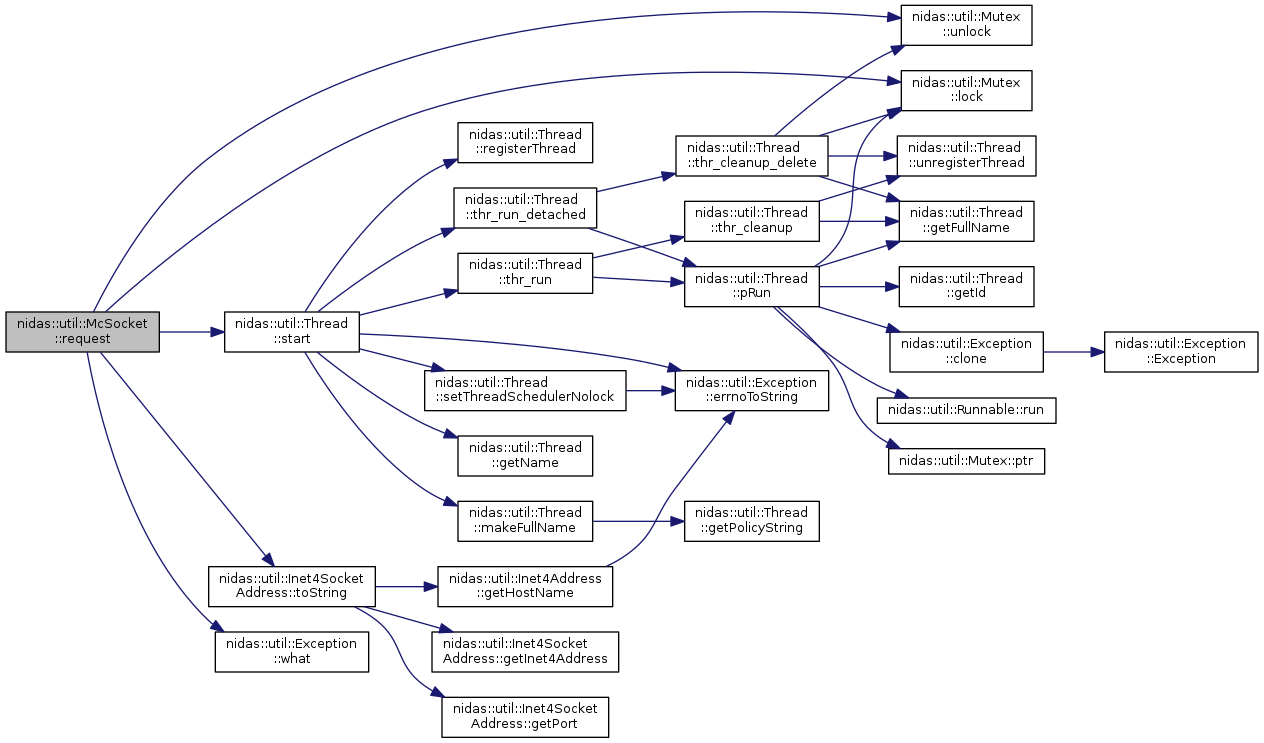 nidas::util::McSocket
::request
nidas::util::Thread
::start
nidas::util::Inet4Socket
Address::toString
nidas::util::Exception
::what
nidas::util::Thread
::registerThread
nidas::util::Thread
::thr_run_detached
nidas::util::Thread
::thr_run
nidas::util::Thread
::setThreadSchedulerNolock
nidas::util::Thread
::getName
nidas::util::Thread
::makeFullName
nidas::util::Inet4Address
::getHostName
nidas::util::Inet4Socket
Address::getInet4Address
nidas::util::Inet4Socket
Address::getPort
nidas::util::Thread
::thr_cleanup_delete
nidas::util::Thread
::thr_cleanup
nidas::util::Thread
::pRun
nidas::util::Exception
::errnoToString
nidas::util::Thread
::getPolicyString
nidas::util::Mutex
::unlock
nidas::util::Mutex
::lock
nidas::util::Thread
::unregisterThread
nidas::util::Thread
::getFullName
nidas::util::Thread
::getId
nidas::util::Exception
::clone
nidas::util::Runnable::run
nidas::util::Mutex::ptr
nidas::util::Exception
::Exception